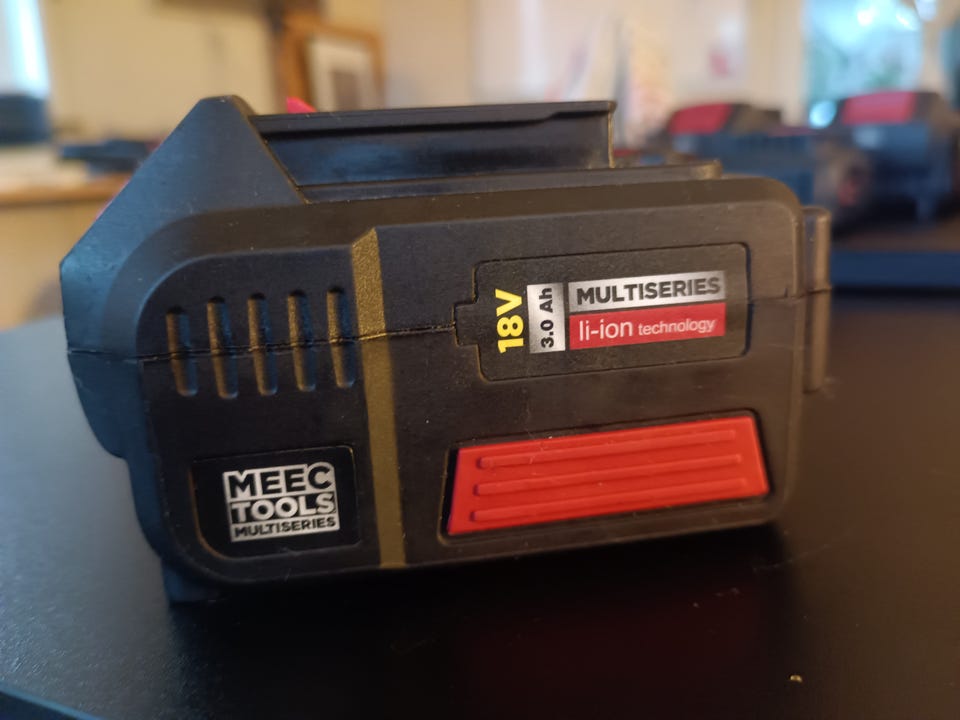 18V
3.0 Ah
MULTISERIES
li-ion technology
MEEC
TOOLS
MULTISERIES